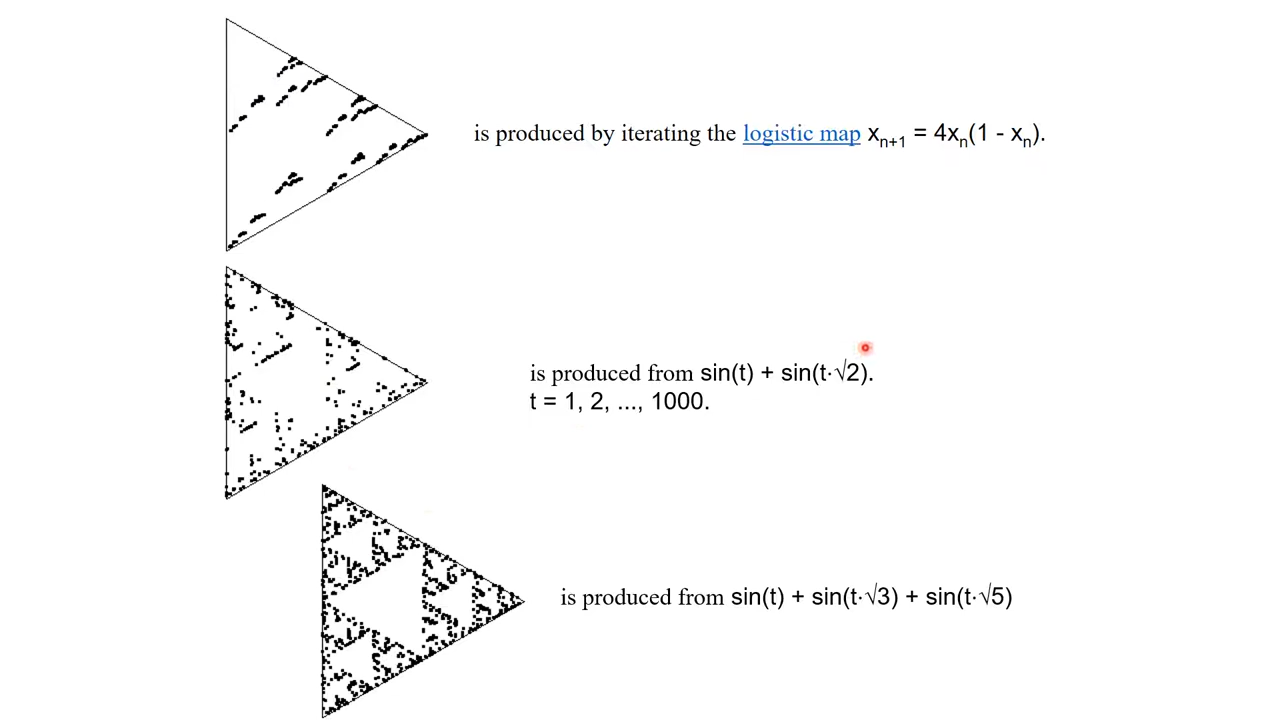 is produced by iterating the logistic map xₙ₊₁ = 4xₙ(1 - xₙ).
is produced from sin(t) + sin(t·√2).
t = 1, 2, ..., 1000.
is produced from sin(t) + sin(t·√3) + sin(t·√5)